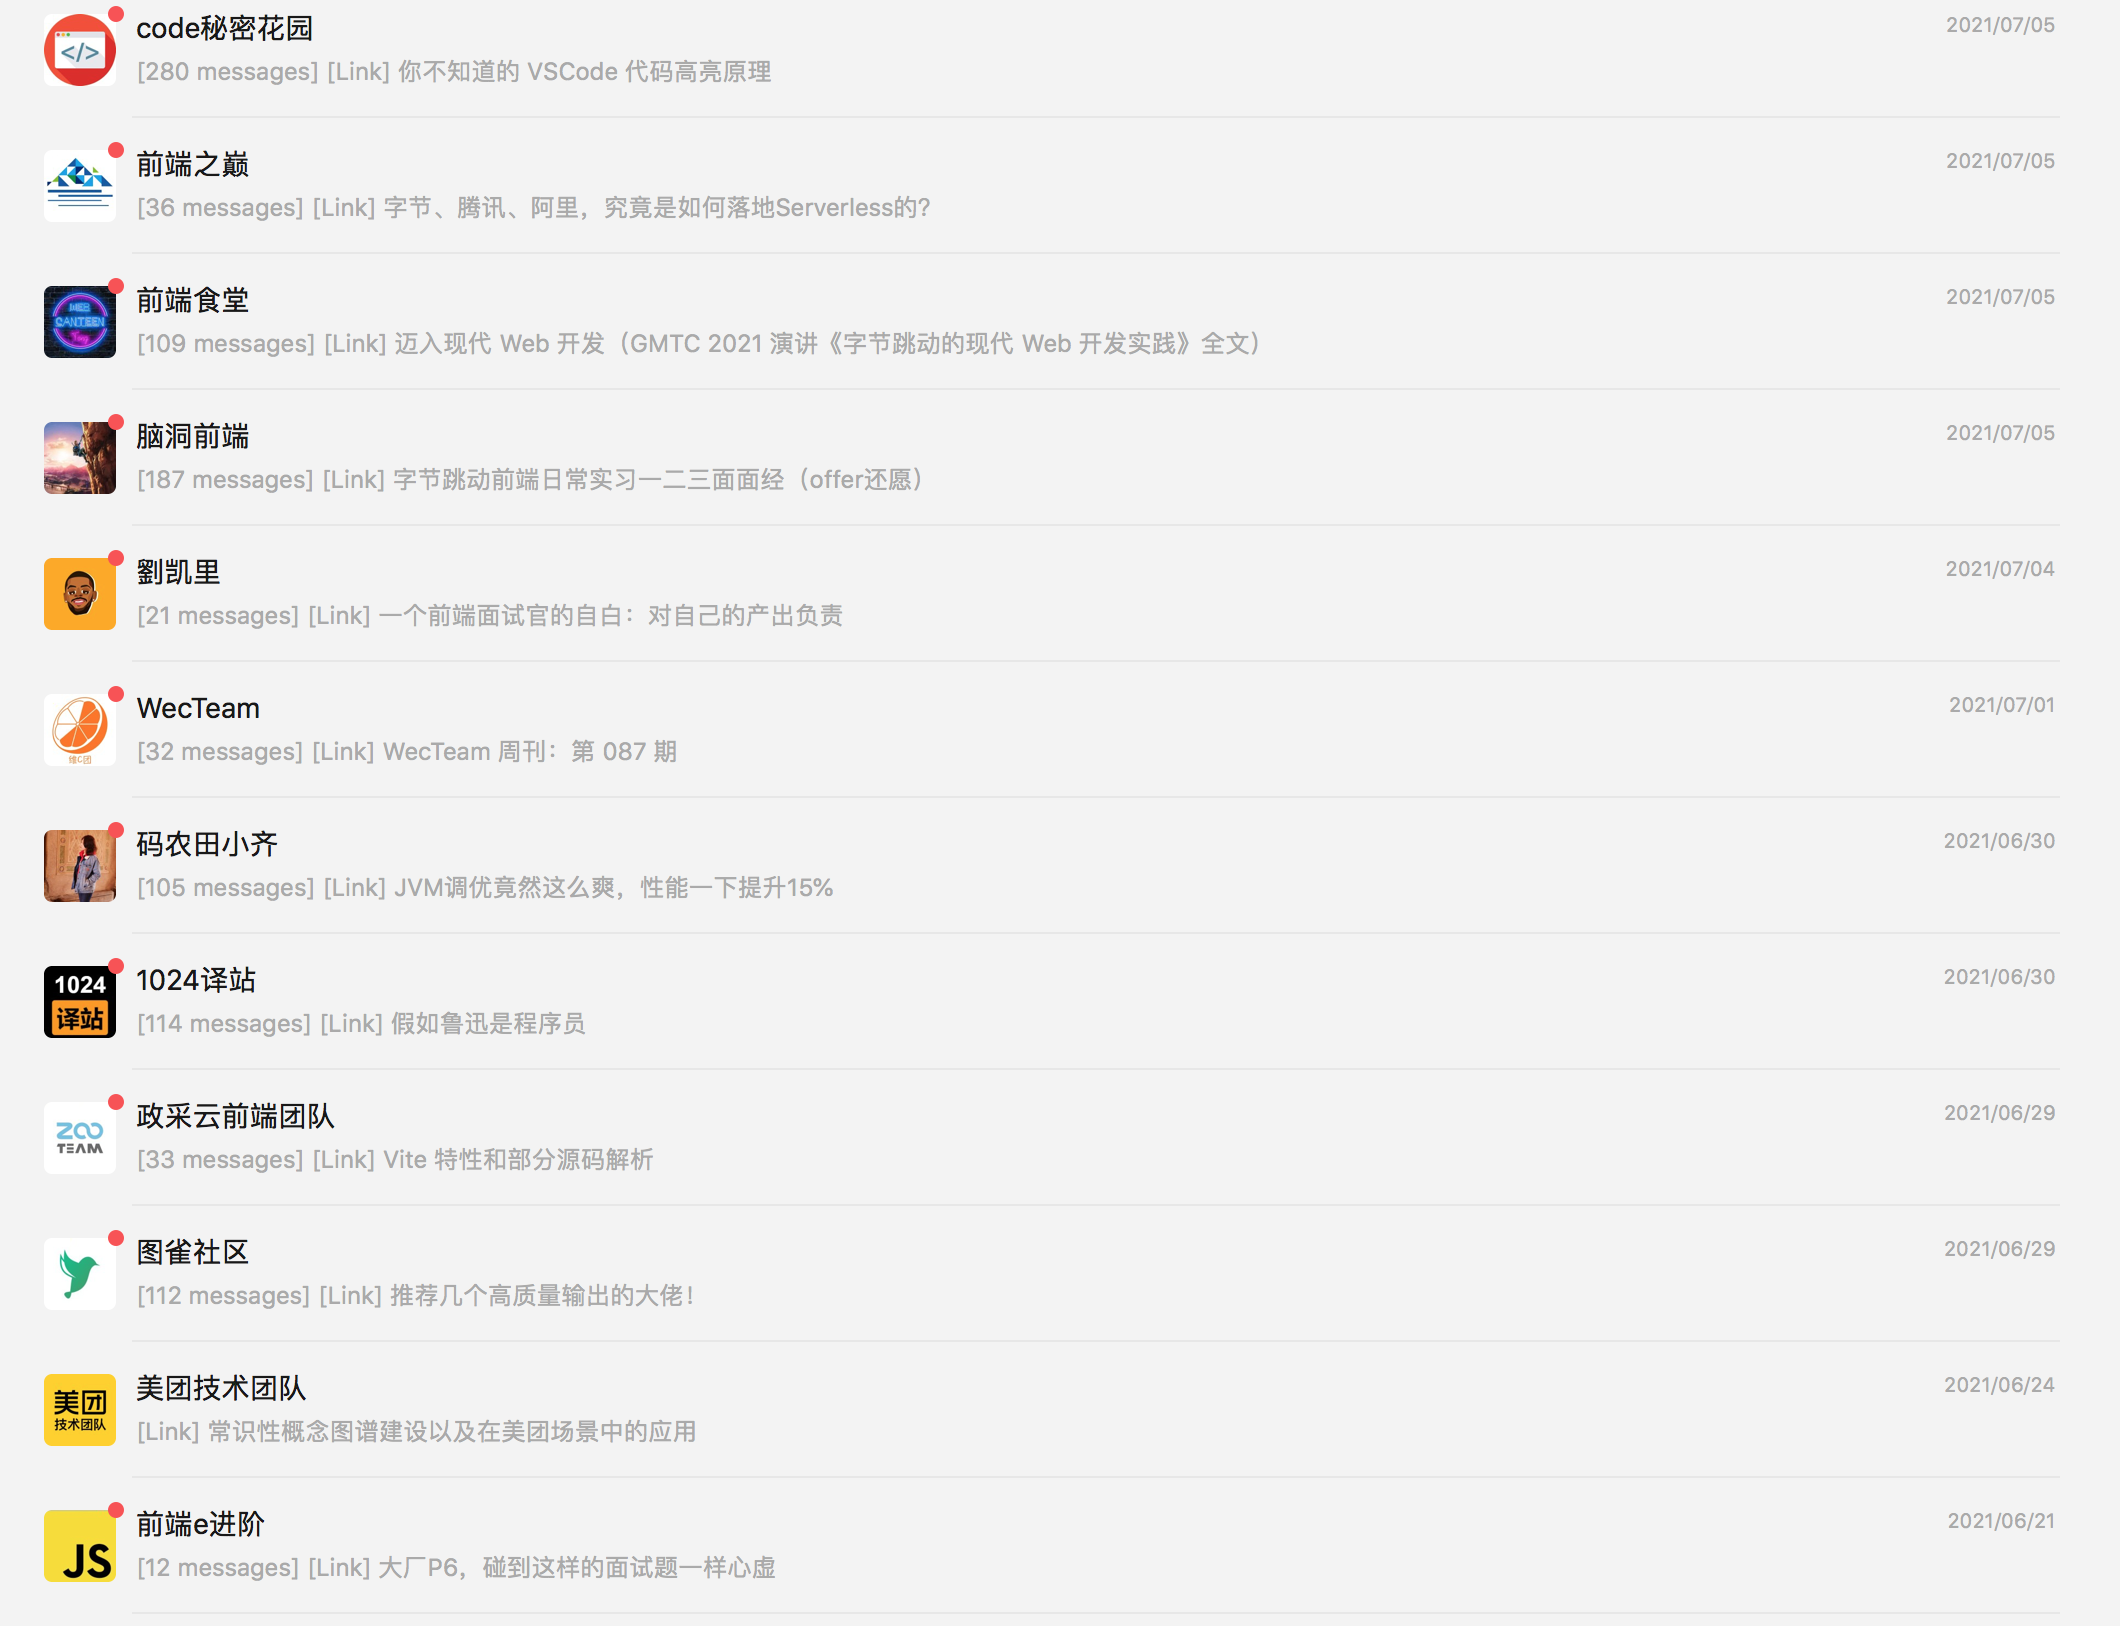 code秘密花园
2021/07/05
[280 messages] [Link] 你不知道的 VSCode 代码高亮原理
前端之巅
2021/07/05
[36 messages] [Link] 字节、腾讯、阿里，究竟是如何落地Serverless的？
WEB
CANTEEN
前端食堂
2021/07/05
[109 messages] [Link] 迈入现代 Web 开发（GMTC 2021 演讲《字节跳动的现代 Web 开发实践》全文）
脑洞前端
2021/07/05
[187 messages] [Link] 字节跳动前端日常实习一二三面面经（offer还愿）
劉凯里
2021/07/04
[21 messages] [Link] 一个前端面试官的自白：对自己的产出负责
维C团
WecTeam
2021/07/01
[32 messages] [Link] WecTeam 周刊：第 087 期
码农田小齐
2021/06/30
[105 messages] [Link] JVM调优竟然这么爽，性能一下提升15%
1024
译站
1024译站
2021/06/30
[114 messages] [Link] 假如鲁迅是程序员
ZOO
TEAM
政采云前端团队
2021/06/29
[33 messages] [Link] Vite 特性和部分源码解析
图雀社区
2021/06/29
[112 messages] [Link] 推荐几个高质量输出的大佬！
美团
技术团队
美团技术团队
2021/06/24
[Link] 常识性概念图谱建设以及在美团场景中的应用
JS
前端e进阶
2021/06/21
[12 messages] [Link] 大厂P6，碰到这样的面试题一样心虚